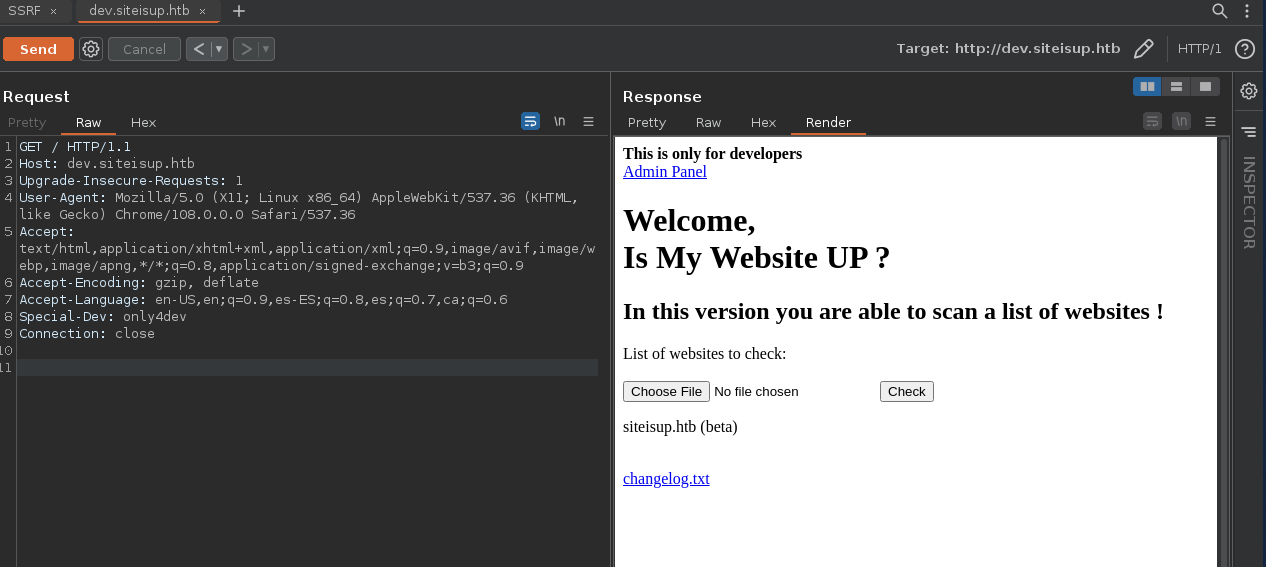 SSRF × dev.siteisup.htb × +
Send Cancel < ▾ > ▾ Target: http://dev.siteisup.htb HTTP/1 ?
Request
Pretty Raw Hex \n
1 GET / HTTP/1.1
2 Host: dev.siteisup.htb
3 Upgrade-Insecure-Requests: 1
4 User-Agent: Mozilla/5.0 (X11; Linux x86_64) AppleWebKit/537.36 (KHTML,
like Gecko) Chrome/108.0.0.0 Safari/537.36
5 Accept:
text/html,application/xhtml+xml,application/xml;q=0.9,image/avif,image/w
ebp,image/apng,*/*;q=0.8,application/signed-exchange;v=b3;q=0.9
6 Accept-Encoding: gzip, deflate
7 Accept-Language: en-US,en;q=0.9,es-ES;q=0.8,es;q=0.7,ca;q=0.6
8 Special-Dev: only4dev
9 Connection: close
10
11
Response
Pretty Raw Hex Render \n
This is only for developers
Admin Panel
Welcome,
Is My Website UP ?
In this version you are able to scan a list of websites !
List of websites to check:
Choose File No file chosen Check
siteisup.htb (beta)
changelog.txt
INSPECTOR